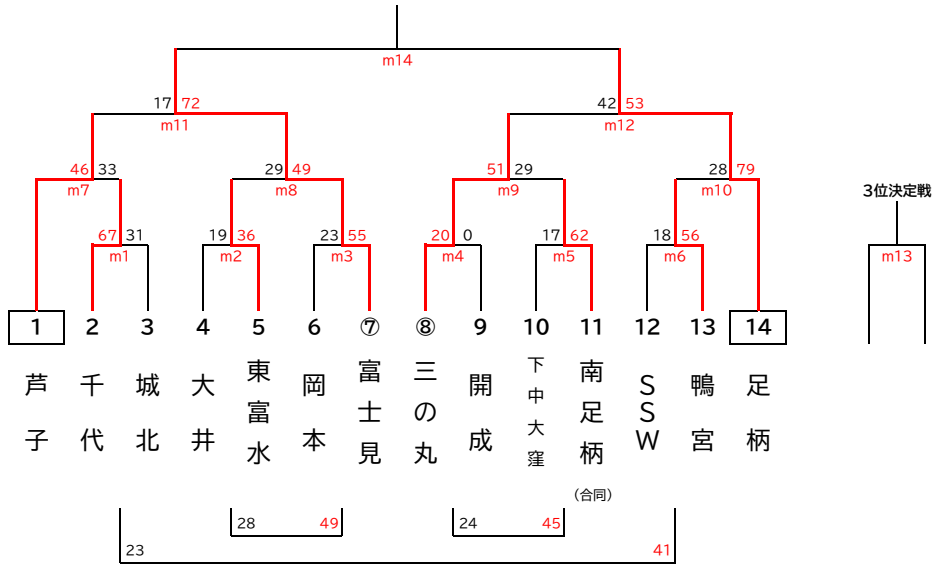 m14
17 72 42 53
m11 m12
46 33 29 49 51 29 28 79
m7 m8 m9 m10
3位決定戦
67 31 19 36 23 55 20 0 17 62 18 56
m1 m2 m3 m4 m5 m6 m13
1 2 3 4 5 6 ⑦ ⑧ 9 10 11 12 13 14
芦子
千代
城北
大井
東富水
岡本
富士見
三の丸
開成
下中大窪
南足柄
(合同)
SSW
鴨宮
足柄
28 49 24 45
23 41